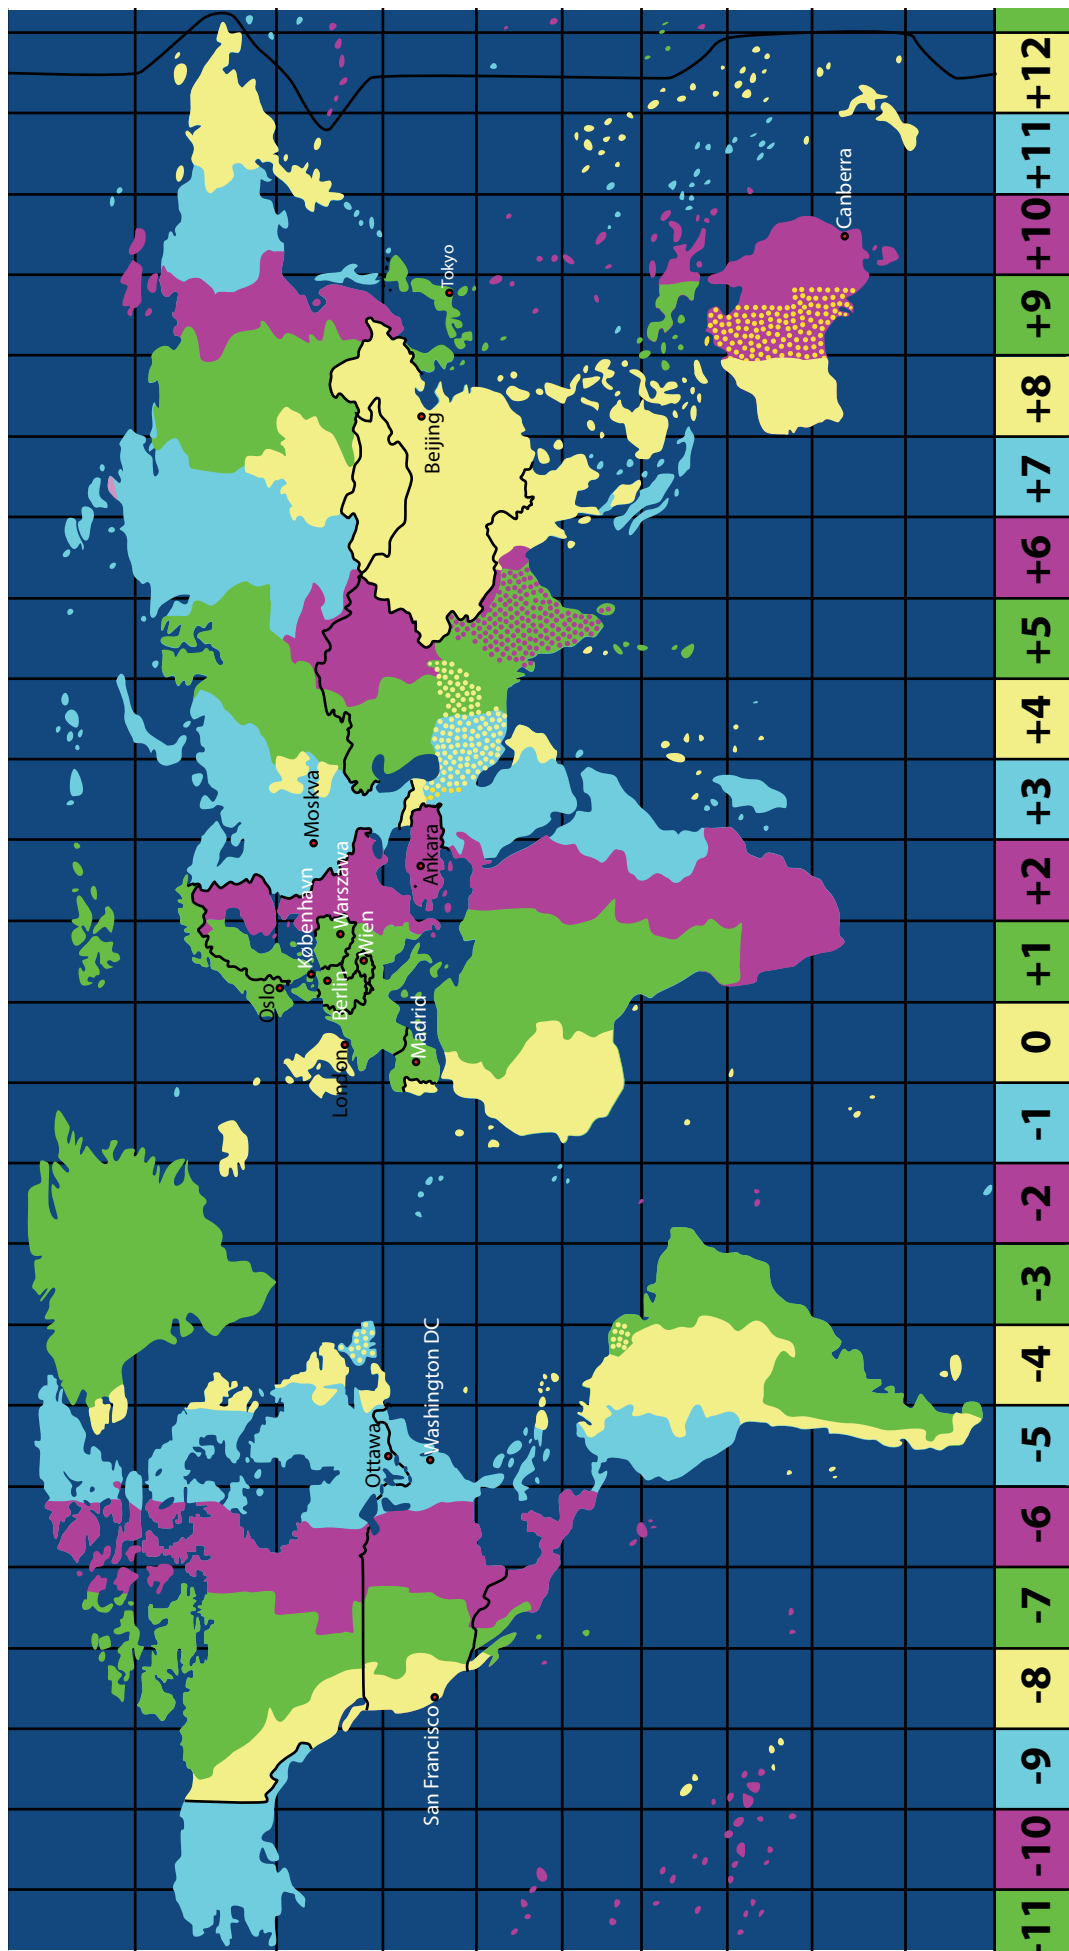 Oslo
København
Moskva
London
Berlin
Warszawa
Wien
Madrid
Ankara
Beijing
Tokyo
Canberra
Ottawa
Washington DC
San Francisco
-11 -10 -9 -8 -7 -6 -5 -4 -3 -2 -1 0 +1 +2 +3 +4 +5 +6 +7 +8 +9 +10 +11 +12